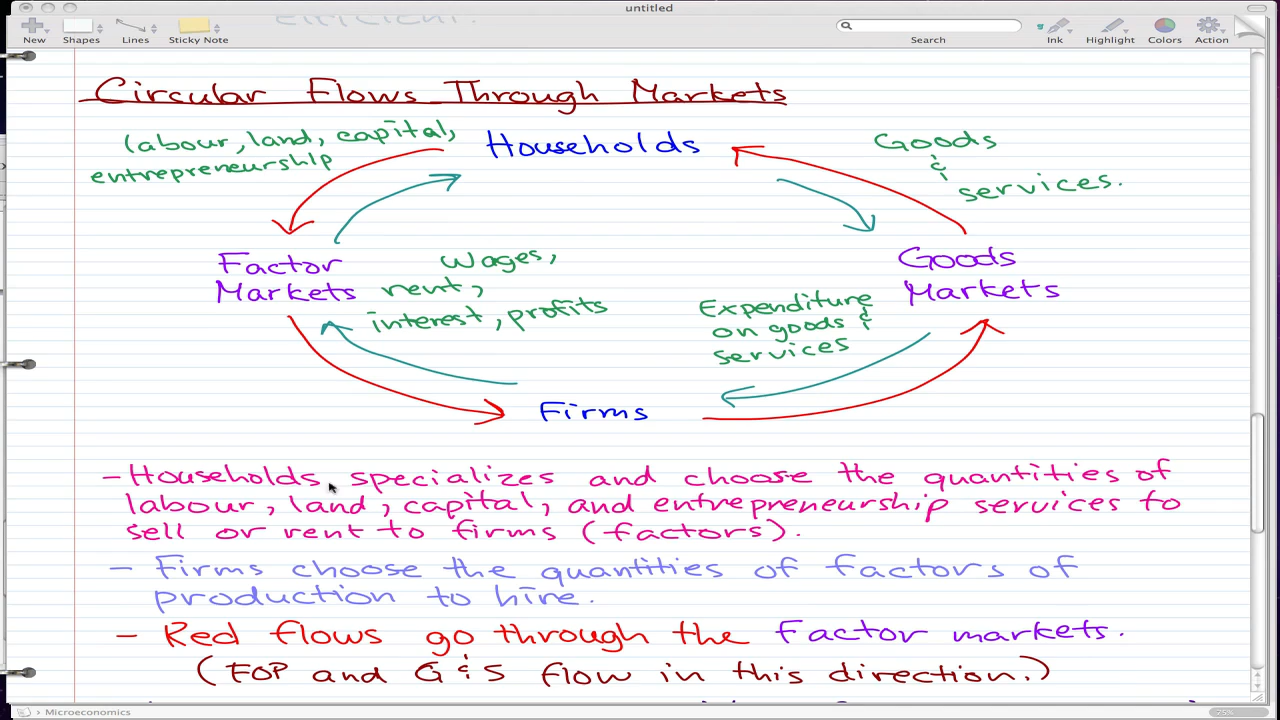 untitled
efficient.
New
Shapes
Lines
Sticky Note
Search
Ink
Highlight
Colors
Action
Circular Flows Through Markets
labour, land, capital,
entrepreneurship
Households
Goods
&
services.
Factor
Markets
Wages,
rent,
interest, profits
Goods
Markets
Expenditure
on goods &
services
Firms
- Households specializes and choose the quantities of
labour, land, capital, and entrepreneurship services to
sell or rent to firms (factors).
- Firms choose the quantities of factors of
production to hire.
- Red flows go through the Factor markets.
(FOP and G & S flow in this direction.)
Microeconomics
75%